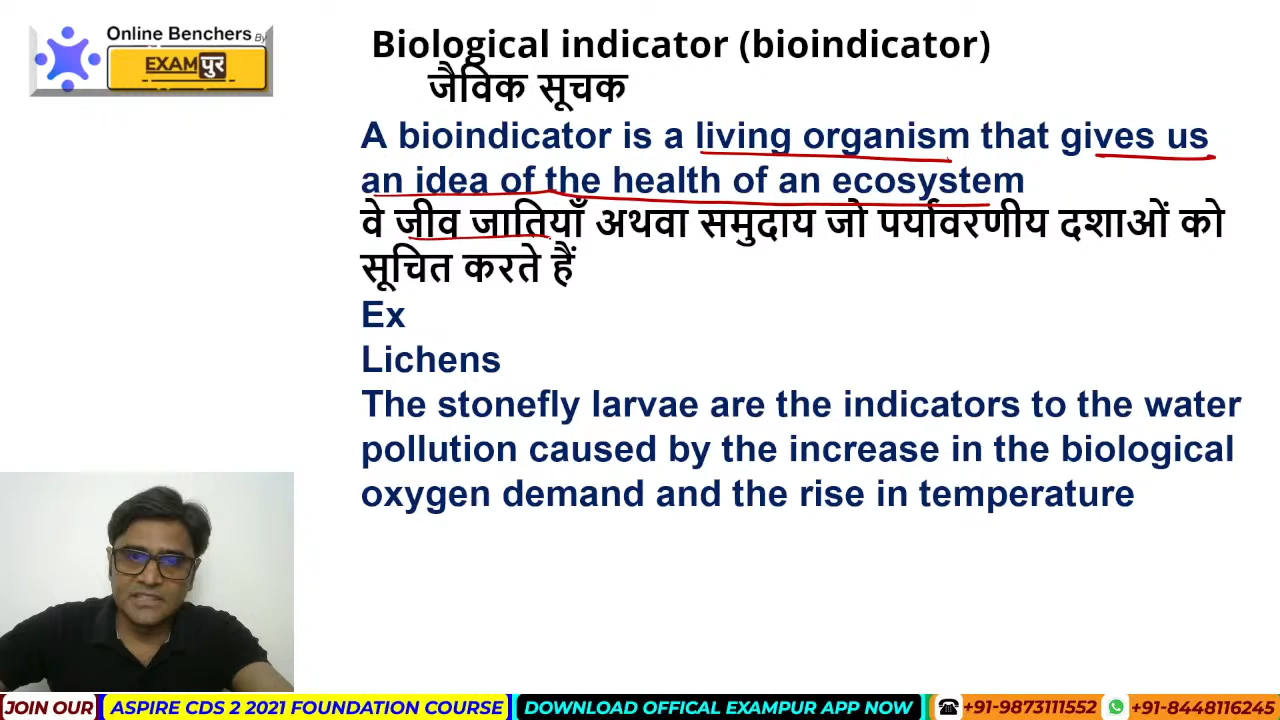 Online Benchers By
EXAMपुर
Biological indicator (bioindicator)
जैविक सूचक
A bioindicator is a living organism that gives us
an idea of the health of an ecosystem
वे जीव जातियाँ अथवा समुदाय जो पर्यावरणीय दशाओं को
सूचित करते हैं
Ex
Lichens
The stonefly larvae are the indicators to the water
pollution caused by the increase in the biological
oxygen demand and the rise in temperature
JOIN OUR ASPIRE CDS 2 2021 FOUNDATION COURSE DOWNLOAD OFFICAL EXAMPUR APP NOW +91-9873111552 +91-8448116245